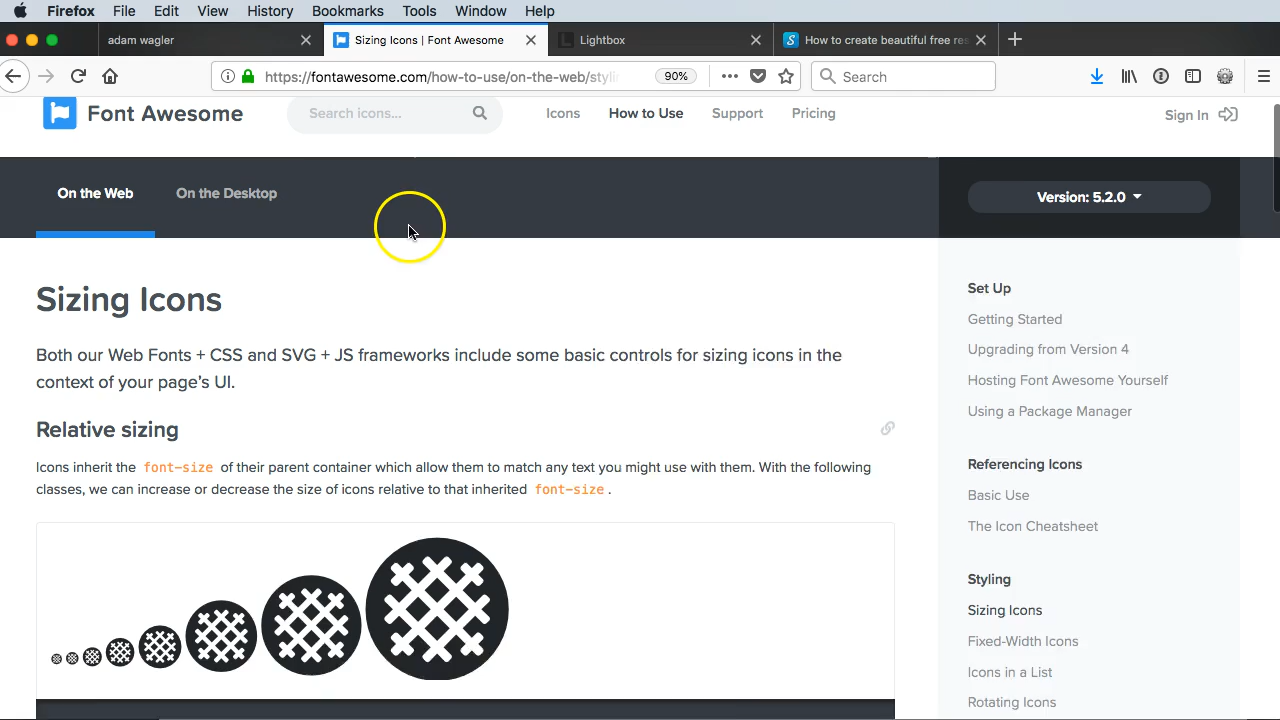 Firefox File Edit View History Bookmarks Tools Window Help
adam wagler
Sizing Icons | Font Awesome
Lightbox
How to create beautiful free res
https://fontawesome.com/how-to-use/on-the-web/styli
90%
Search
Font Awesome
Search icons...
Icons
How to Use
Support
Pricing
Sign In
On the Web
On the Desktop
Version: 5.2.0
Sizing Icons
Both our Web Fonts + CSS and SVG + JS frameworks include some basic controls for sizing icons in the
context of your page’s UI.
Relative sizing
Icons inherit the font-size of their parent container which allow them to match any text you might use with them. With the following
classes, we can increase or decrease the size of icons relative to that inherited font-size .
Set Up
Getting Started
Upgrading from Version 4
Hosting Font Awesome Yourself
Using a Package Manager
Referencing Icons
Basic Use
The Icon Cheatsheet
Styling
Sizing Icons
Fixed-Width Icons
Icons in a List
Rotating Icons